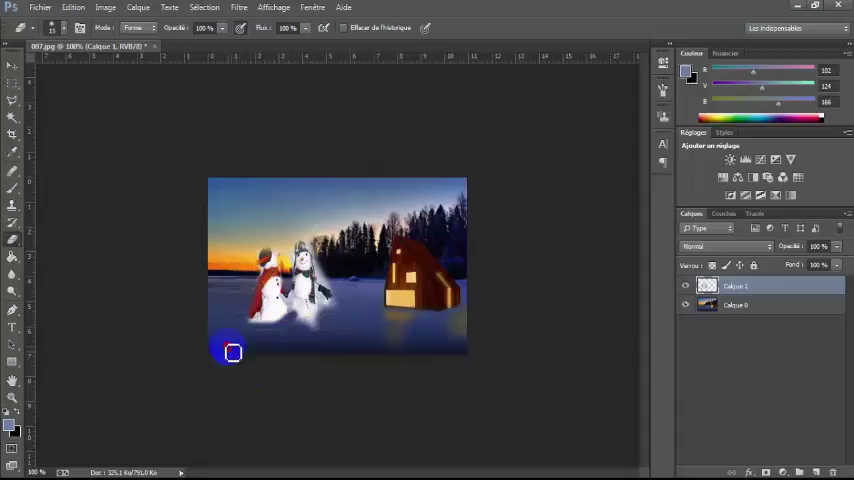 Ps Fichier Edition Image Calque Texte Sélection Filtre Affichage Fenêtre Aide
15 Mode : Forme Opacité : 100 % Flux : 100 % Effacer de l'historique Les indispensables
007.jpg @ 100% (Calque 1, RVB/8) *
Couleur Nuancier
R 102
V 124
B 166
Réglages Styles
Ajouter un réglage
Calques Couches Tracés
Type
Normal Opacité : 100 %
Verrou : Fond : 100 %
Calque 1
Calque 0
100 % Doc : 325,1 Ko/791,0 Ko